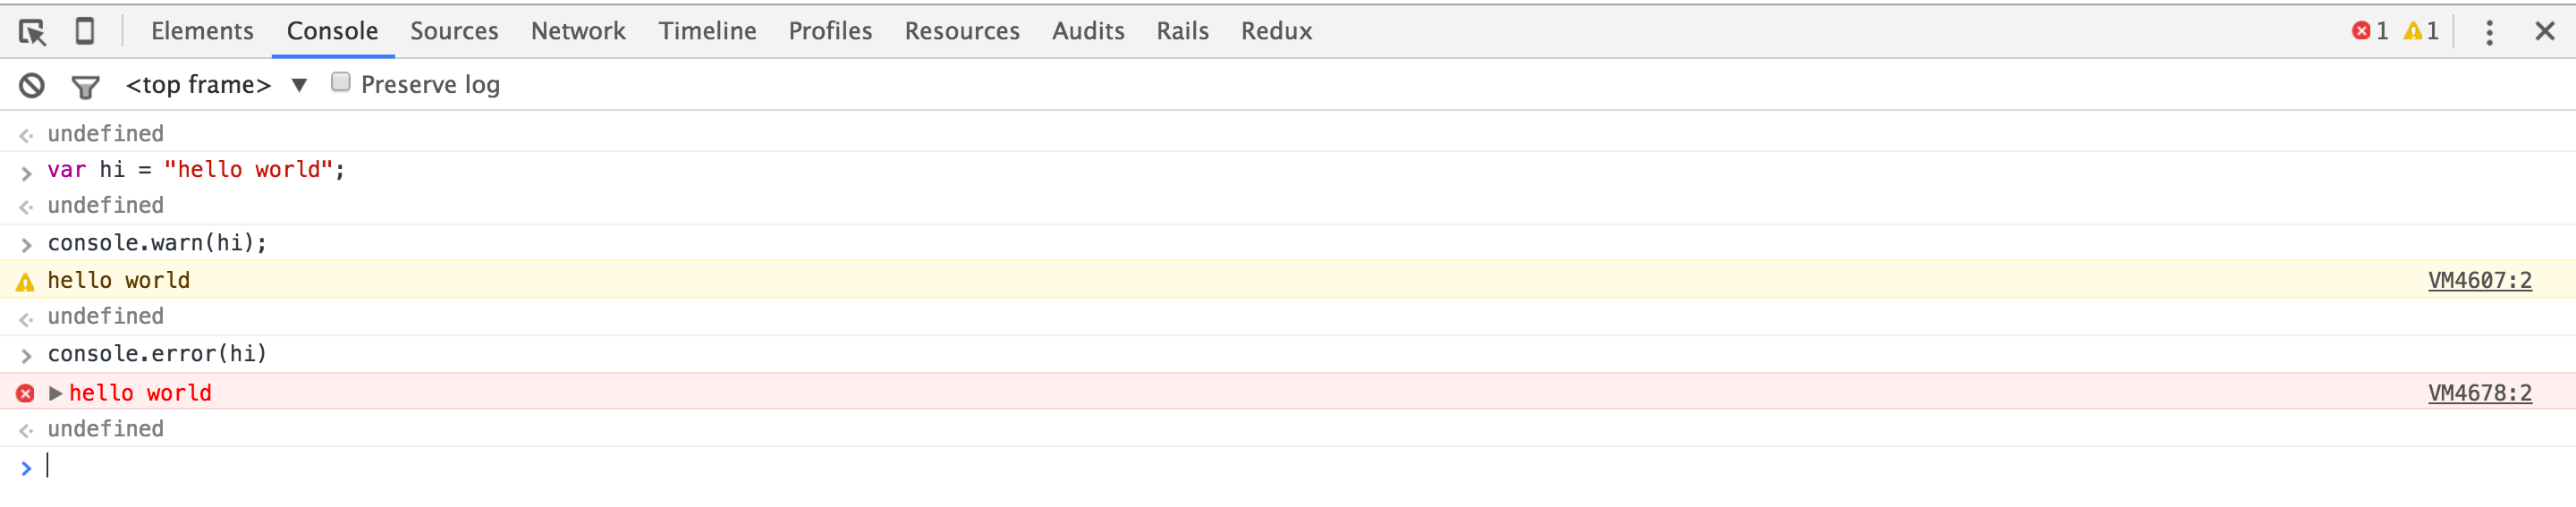 Elements Console Sources Network Timeline Profiles Resources Audits Rails Redux 1 1
<top frame> ▼ Preserve log
undefined
var hi = "hello world";
undefined
console.warn(hi);
hello world VM4607:2
undefined
console.error(hi)
hello world VM4678:2
undefined